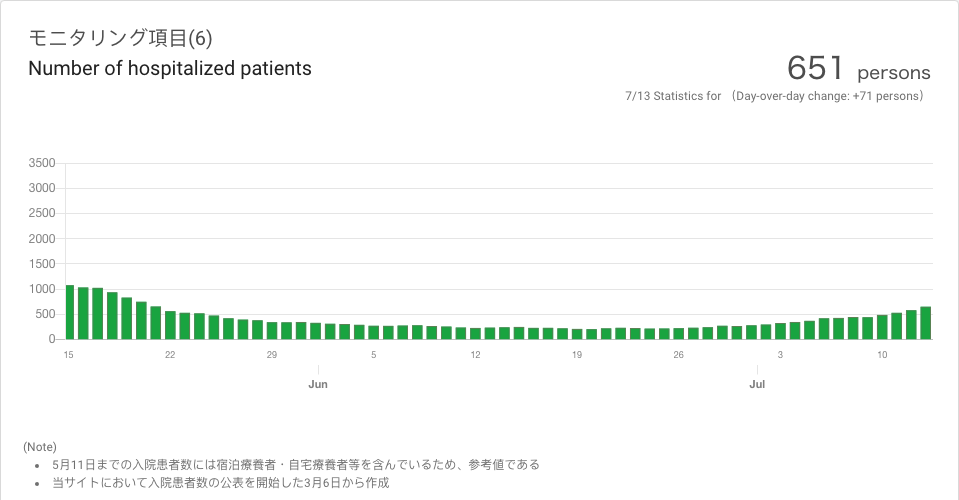 モニタリング項目(6)
Number of hospitalized patients
651 persons
7/13 Statistics for （Day-over-day change: +71 persons）
3500
3000
2500
2000
1500
1000
500
0
15 22 29 5 12 19 26 3 10
Jun Jul
(Note)
• 5月11日までの入院患者数には宿泊療養者・自宅療養者等を含んでいるため、参考値である
• 当サイトにおいて入院患者数の公表を開始した3月6日から作成